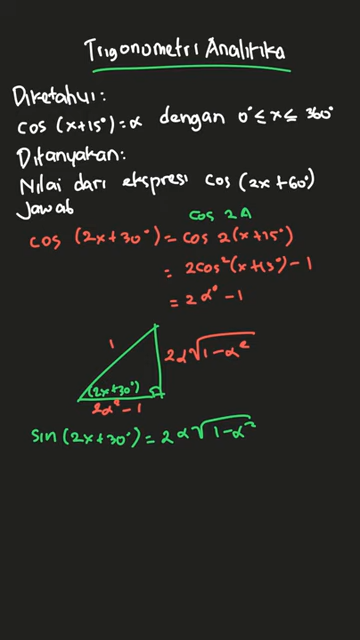 Trigonometri Analitika
Diketahui:
cos (x+15°) = α dengan 0° ≤ x ≤ 360°
Ditanyakan:
Nilai dari ekspresi cos (2x+60°)
Jawab
cos 2A
cos (2x+30°) = cos 2(x+15°)
= 2cos²(x+15°) - 1
= 2α² - 1
1
2α√1-α²
(2x+30°)
2α² - 1
sin (2x+30°) = 2α√1-α²